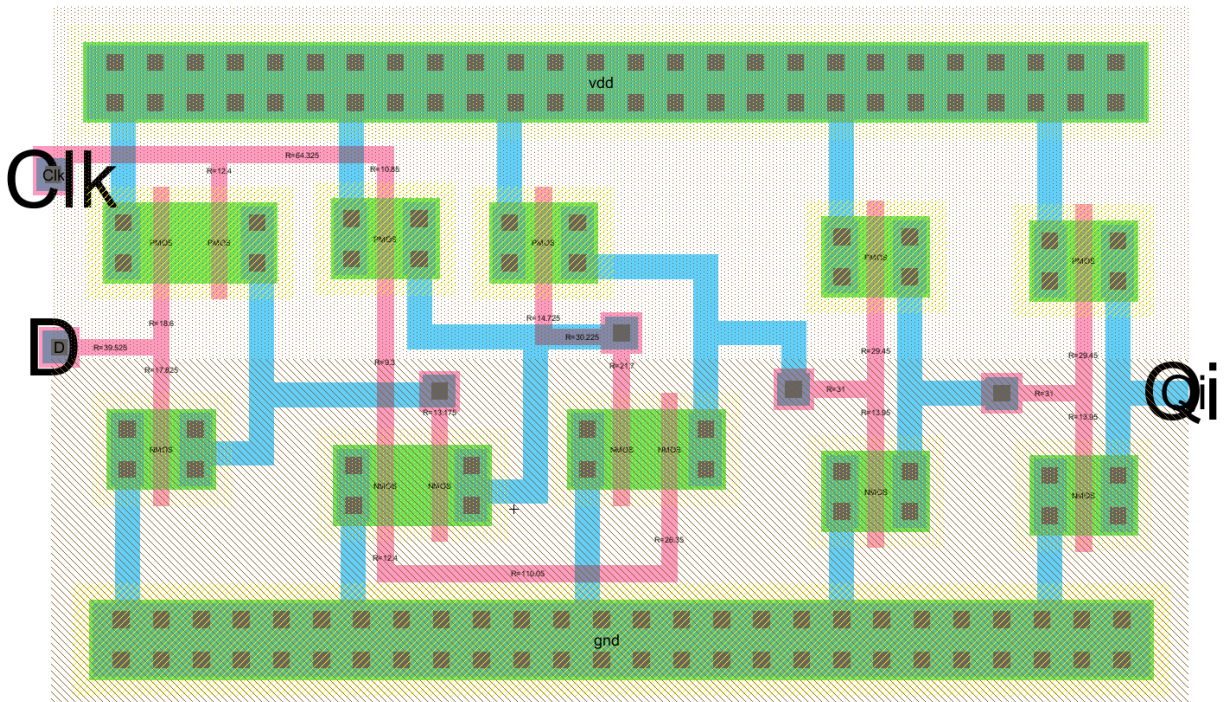 vdd
R=64.325
Clk
Clk
R=12.4
R=10.85
PMOS
PMOS
PMOS
PMOS
PMOS
PMOS
R=18.6
R=14.725
R=30.225
D
D
R=39.525
R=9.3
R=21.7
R=29.45
R=29.45
R=17.825
R=31
R=31
Qi
Qi
R=13.175
R=13.95
R=13.95
NMOS
NMOS
NMOS
NMOS
NMOS
NMOS
NMOS
R=26.35
R=12.4
R=110.05
gnd